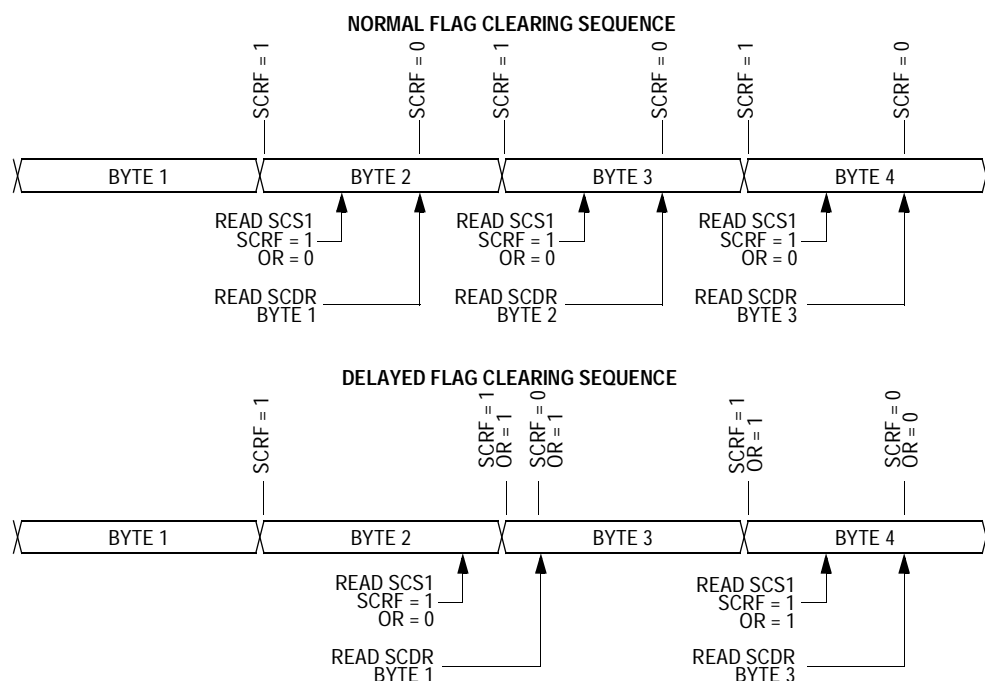 NORMAL FLAG CLEARING SEQUENCE
SCRF = 1
SCRF = 0
SCRF = 1
SCRF = 0
SCRF = 1
SCRF = 0
BYTE 1
BYTE 2
BYTE 3
BYTE 4
READ SCS1
SCRF = 1
OR = 0
READ SCS1
SCRF = 1
OR = 0
READ SCS1
SCRF = 1
OR = 0
READ SCDR
BYTE 1
READ SCDR
BYTE 2
READ SCDR
BYTE 3
DELAYED FLAG CLEARING SEQUENCE
SCRF = 1
SCRF = 1
OR = 1
SCRF = 0
OR = 1
SCRF = 1
OR = 1
SCRF = 0
OR = 0
BYTE 1
BYTE 2
BYTE 3
BYTE 4
READ SCS1
SCRF = 1
OR = 0
READ SCS1
SCRF = 1
OR = 1
READ SCDR
BYTE 1
READ SCDR
BYTE 3